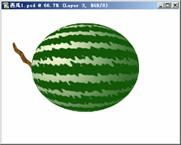 西瓜1.psd @ 66.7% (Layer 3, RGB/8)